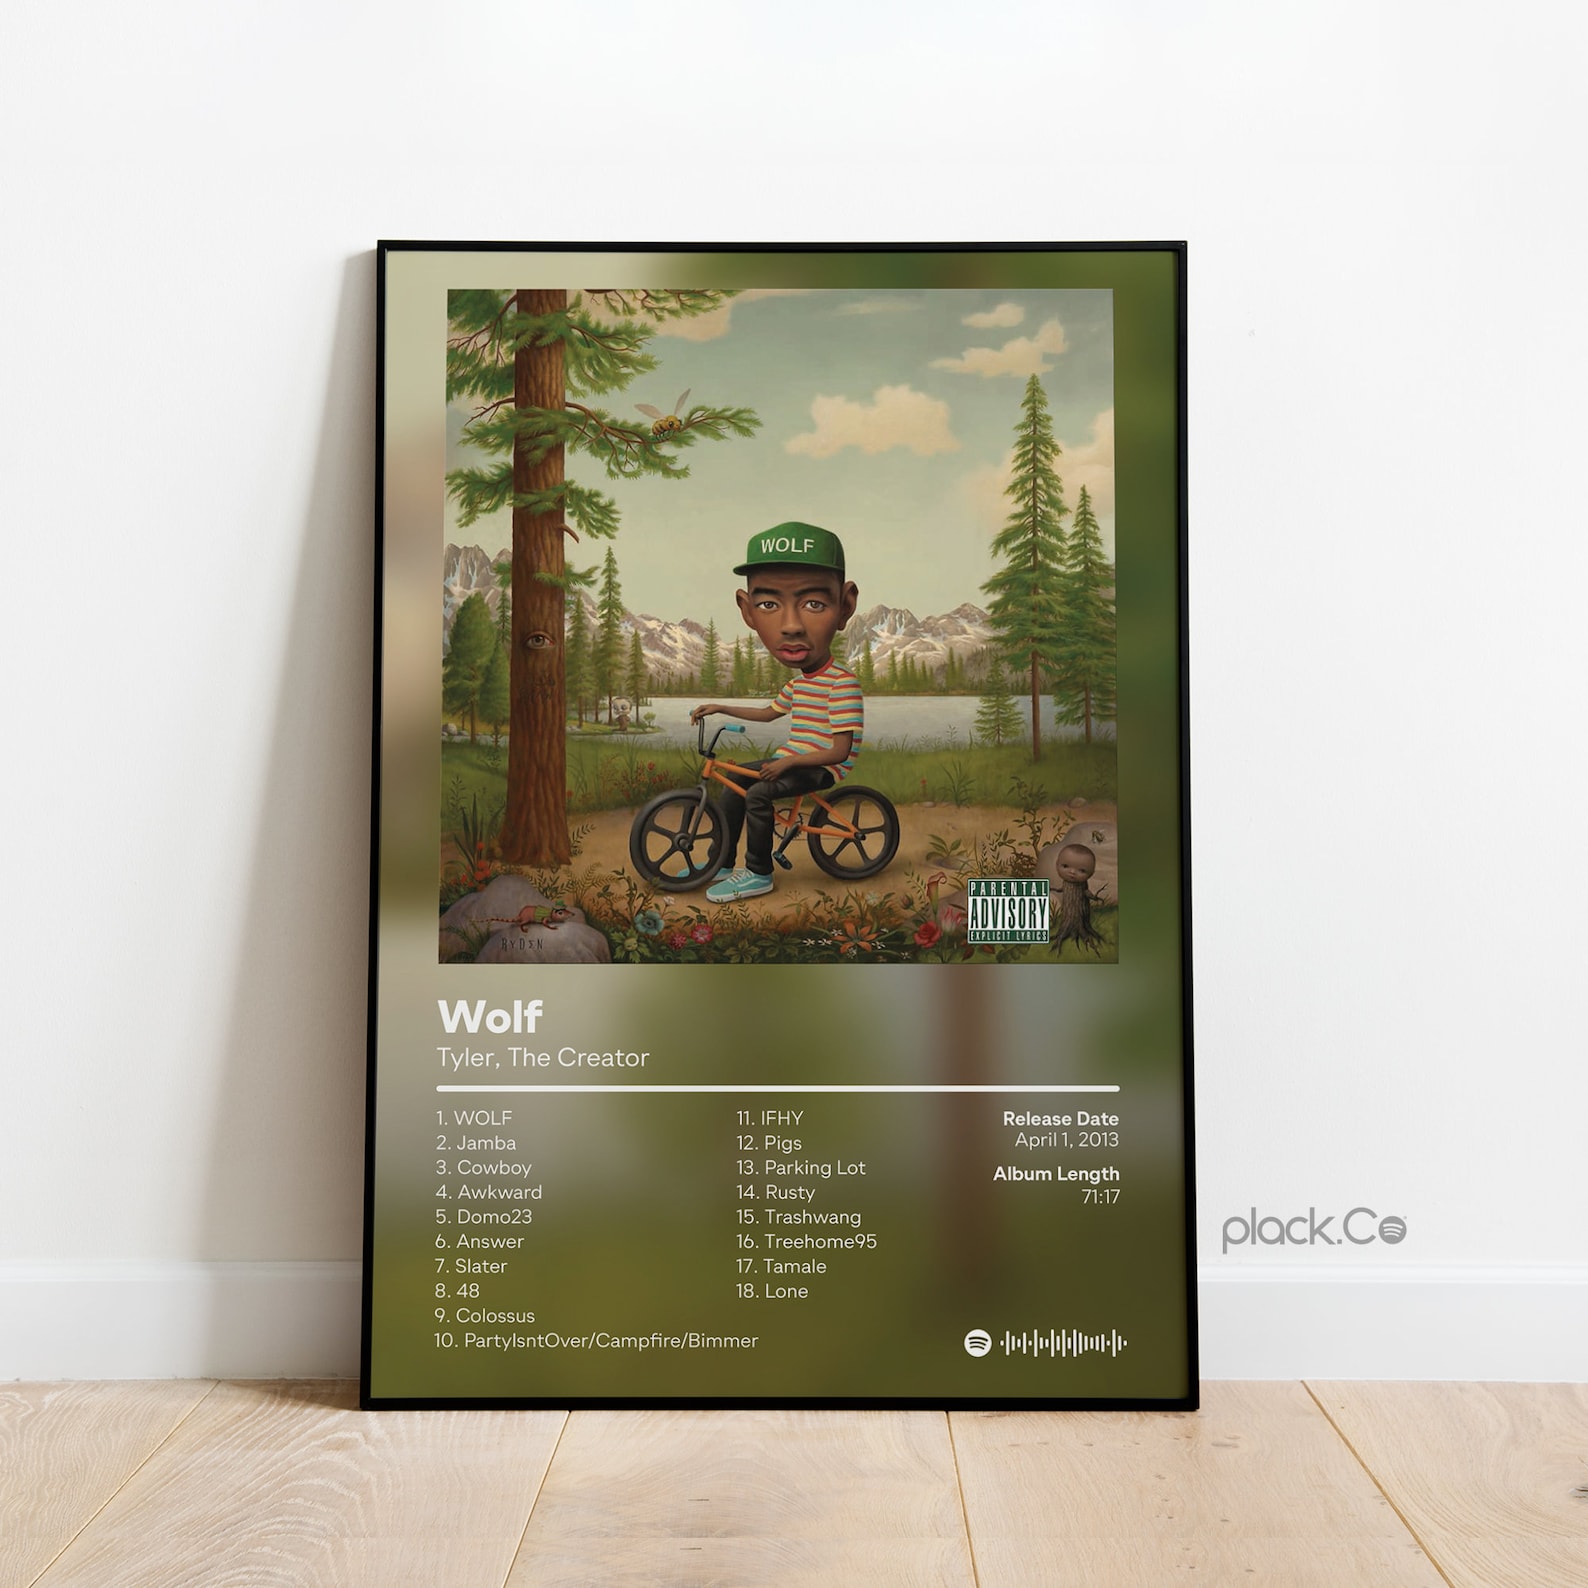 WOLF
PARENTAL
ADVISORY
EXPLICIT LYRICS
RYDEN
Wolf
Tyler, The Creator
1. WOLF
2. Jamba
3. Cowboy
4. Awkward
5. Domo23
6. Answer
7. Slater
8. 48
9. Colossus
10. PartyIsntOver/Campfire/Bimmer
11. IFHY
12. Pigs
13. Parking Lot
14. Rusty
15. Trashwang
16. Treehome95
17. Tamale
18. Lone
Release Date
April 1, 2013
Album Length
71:17
plack.Co